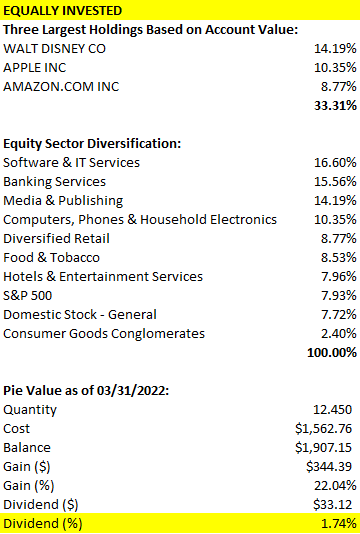 EQUALLY INVESTED
Three Largest Holdings Based on Account Value:
WALT DISNEY CO 14.19%
APPLE INC 10.35%
AMAZON.COM INC 8.77%
33.31%
Equity Sector Diversification:
Software & IT Services 16.60%
Banking Services 15.56%
Media & Publishing 14.19%
Computers, Phones & Household Electronics 10.35%
Diversified Retail 8.77%
Food & Tobacco 8.53%
Hotels & Entertainment Services 7.96%
S&P 500 7.93%
Domestic Stock - General 7.72%
Consumer Goods Conglomerates 2.40%
100.00%
Pie Value as of 03/31/2022:
Quantity 12.450
Cost $1,562.76
Balance $1,907.15
Gain ($) $344.39
Gain (%) 22.04%
Dividend ($) $33.12
Dividend (%) 1.74%